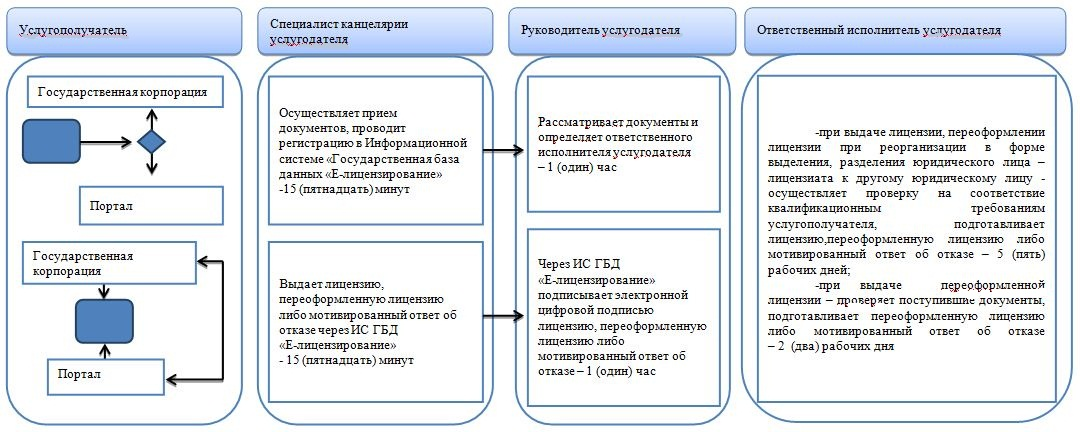 Услугополучатель
Специалист канцелярии
услугодателя
Руководитель услугодателя
Ответственный исполнитель услугодателя
Государственная корпорация
Портал
Государственная
корпорация
Портал
Осуществляет прием
документов, проводит
регистрацию в Информационной
системе «Государственная база
данных «Е-лицензирование»
-15 (пятнадцать) минут
Выдает лицензию,
переоформленную лицензию
либо мотивированный ответ об
отказе через ИС ГБД
«Е-лицензирование»
- 15 (пятнадцать) минут
Рассматривает документы и
определяет ответственного
исполнителя услугодателя
– 1 (один) час
Через ИС ГБД
«Е-лицензирование»
подписывает электронной
цифровой подписью
лицензию, переоформленную
лицензию либо
мотивированный ответ об
отказе – 1 (один) час
-при выдаче лицензии, переоформлении
лицензии при реорганизации в форме
выделения, разделения юридического лица –
лицензиата к другому юридическому лицу -
осуществляет проверку на соответствие
квалификационным требованиям
услугополучателя, подготавливает
лицензию,переоформленную лицензию либо
мотивированный ответ об отказе – 5 (пять)
рабочих дней;
-при выдаче переоформленной
лицензии – проверяет поступившие документы,
подготавливает переоформленную лицензию
либо мотивированный ответ об отказе
– 2 (два) рабочих дня